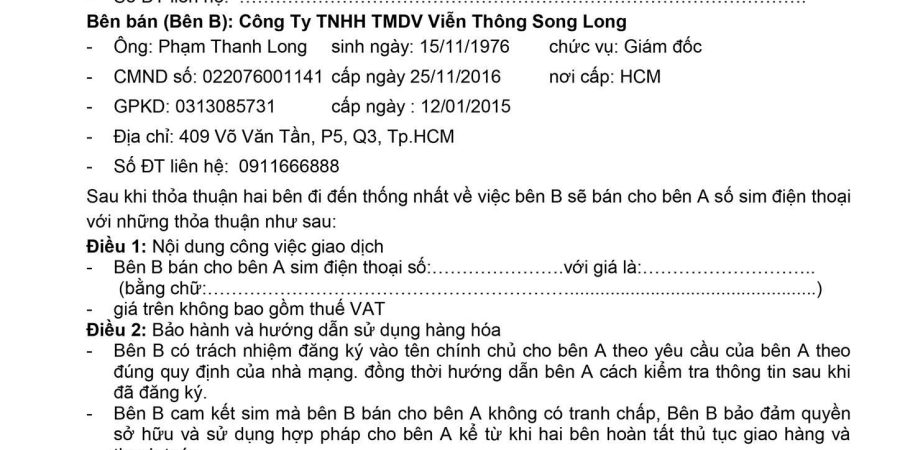 Bên bán (Bên B): Công Ty TNHH TMDV Viễn Thông Song Long
- Ông: Phạm Thanh Long sinh ngày: 15/11/1976 chức vụ: Giám đốc
- CMND số: 022076001141 cấp ngày 25/11/2016 nơi cấp: HCM
- GPKD: 0313085731 cấp ngày : 12/01/2015
- Địa chỉ: 409 Võ Văn Tần, P5, Q3, Tp.HCM
- Số ĐT liên hệ: 0911666888
Sau khi thỏa thuận hai bên đi đến thống nhất về việc bên B sẽ bán cho bên A số sim điện thoại
với những thỏa thuận như sau:
Điều 1: Nội dung công việc giao dịch
- Bên B bán cho bên A sim điện thoại số:………………….với giá là:………………………..
(bằng chữ:……………………………………………………...............................................)
- giá trên không bao gồm thuế VAT
Điều 2: Bảo hành và hướng dẫn sử dụng hàng hóa
- Bên B có trách nhiệm đăng ký vào tên chính chủ cho bên A theo yêu cầu của bên A theo
đúng quy định của nhà mạng. đồng thời hướng dẫn bên A cách kiểm tra thông tin sau khi
đã đăng ký.
- Bên B cam kết sim mà bên B bán cho bên A không có tranh chấp, Bên B bảo đảm quyền
sở hữu và sử dụng hợp pháp cho bên A kể từ khi hai bên hoàn tất thủ tục giao hàng và